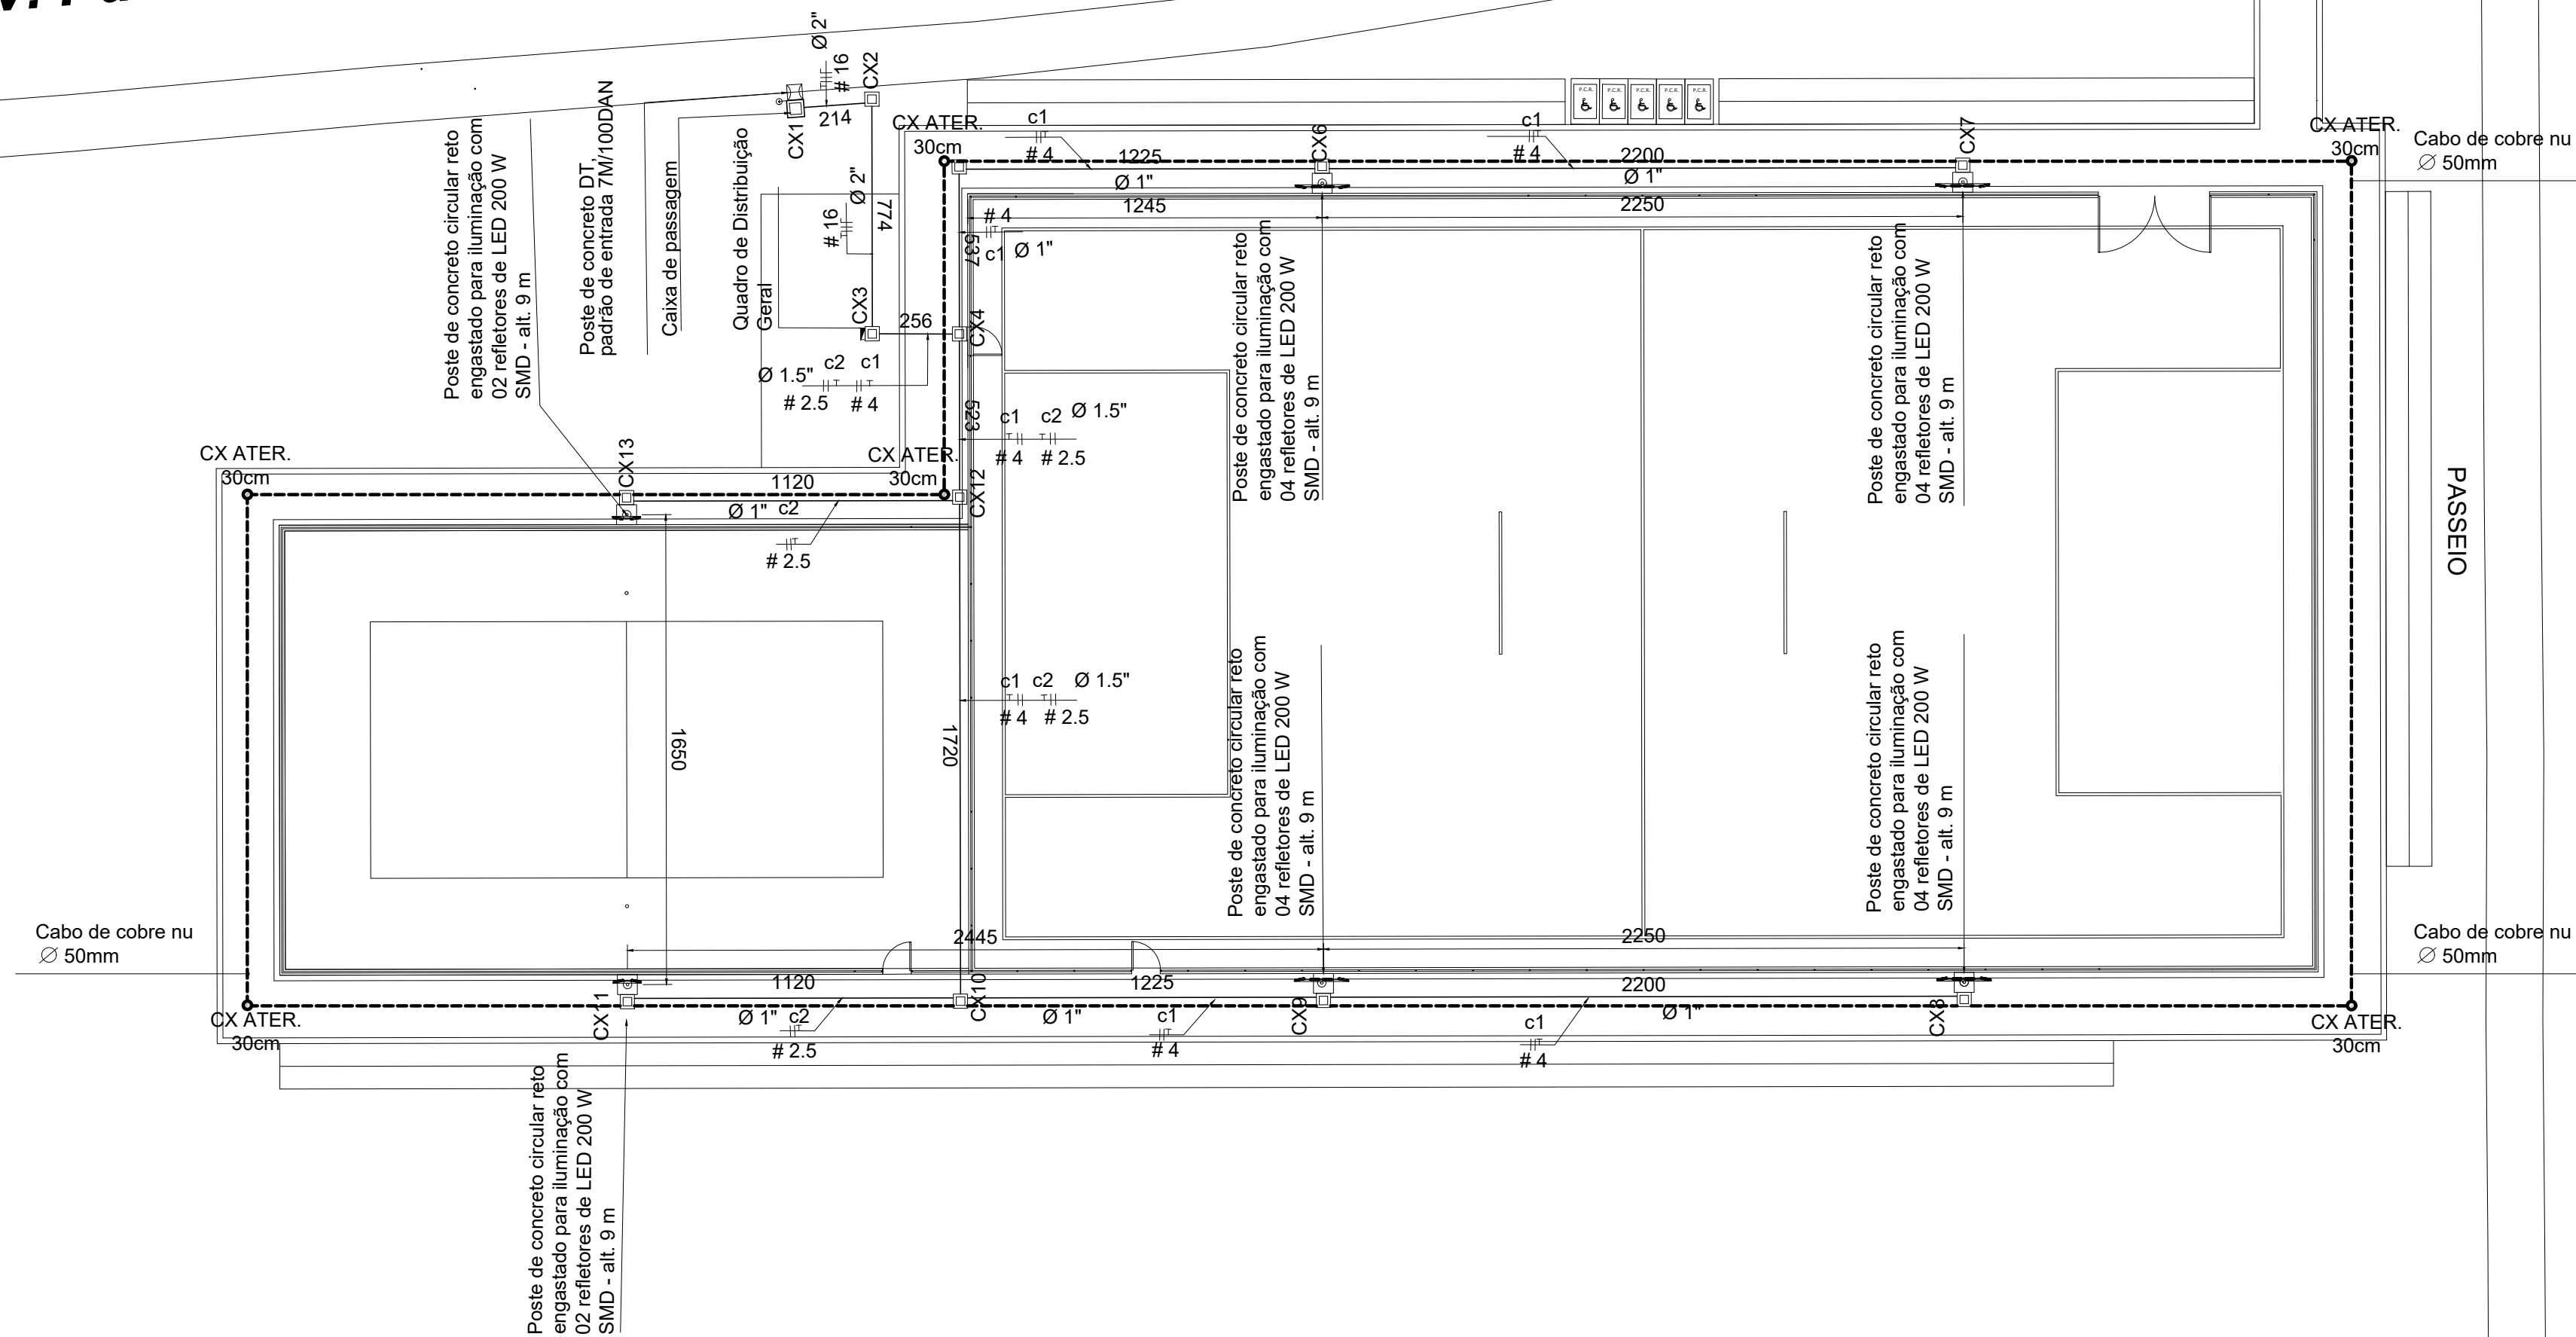 Ø 2"
# 16
CX2
CX1
214
Poste de concreto circular reto
engastado para iluminação com
02 refletores de LED 200 W
SMD - alt. 9 m
Poste de concreto DT,
padrão de entrada 7M/100DAN
Caixa de passagem
Quadro de Distribuição
Geral
Ø 2"
774
# 16
CX3
256
CX4
c2 c1
Ø 1.5"
# 2.5 # 4
CX ATER.
30cm
c1
# 4
1225
Ø 1"
CX6
P.C.R.
P.C.R.
P.C.R.
P.C.R.
P.C.R.
c1
# 4
2200
Ø 1"
CX7
CX ATER.
30cm
Cabo de cobre nu
Ø 50mm
1245
2250
# 4
537
c1 Ø 1"
Poste de concreto circular reto
engastado para iluminação com
04 refletores de LED 200 W
SMD - alt. 9 m
Poste de concreto circular reto
engastado para iluminação com
04 refletores de LED 200 W
SMD - alt. 9 m
523
c1 c2 Ø 1.5"
# 4 # 2.5
CX ATER.
30cm
CX13
CX ATER.
30cm
1120
CX12
Ø 1" c2
# 2.5
PASSEIO
c1 c2 Ø 1.5"
# 4 # 2.5
1650
1720
Poste de concreto circular reto
engastado para iluminação com
04 refletores de LED 200 W
SMD - alt. 9 m
Poste de concreto circular reto
engastado para iluminação com
04 refletores de LED 200 W
SMD - alt. 9 m
Cabo de cobre nu
Ø 50mm
2445
2250
Cabo de cobre nu
Ø 50mm
1120
1225
2200
CX ATER.
30cm
CX11
Ø 1" c2
# 2.5
CX10
Ø 1"
c1
# 4
CX9
c1
# 4
Ø 1"
CX8
CX ATER.
30cm
Poste de concreto circular reto
engastado para iluminação com
02 refletores de LED 200 W
SMD - alt. 9 m